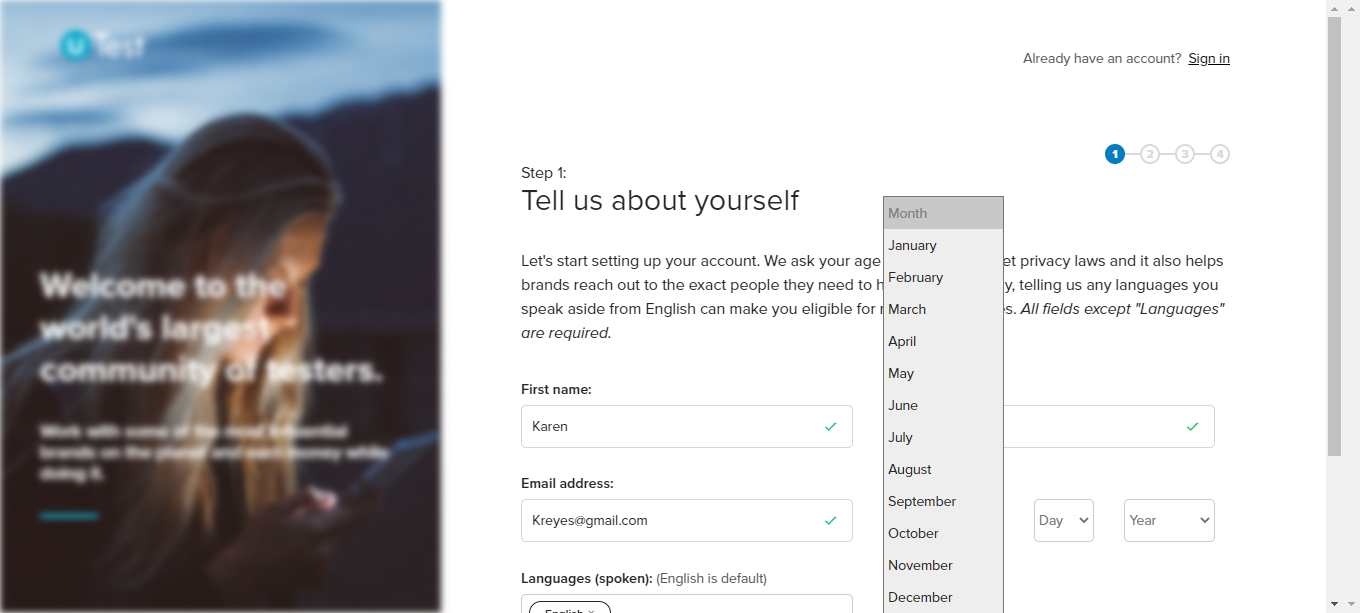 uTest
Already have an account? Sign in
1 2 3 4
Step 1:
Tell us about yourself
Let's start setting up your account. We ask your age et privacy laws and it also helps
brands reach out to the exact people they need to h y, telling us any languages you
speak aside from English can make you eligible for s. All fields except "Languages"
are required.
Month
January
February
March
April
May
June
July
August
September
October
November
December
First name:
Karen
Email address:
Kreyes@gmail.com
Day
Year
Languages (spoken): (English is default)
English ×
Welcome to the
world's largest
community of testers.
Work with some of the most influential
brands on the planet and earn money while
doing it.